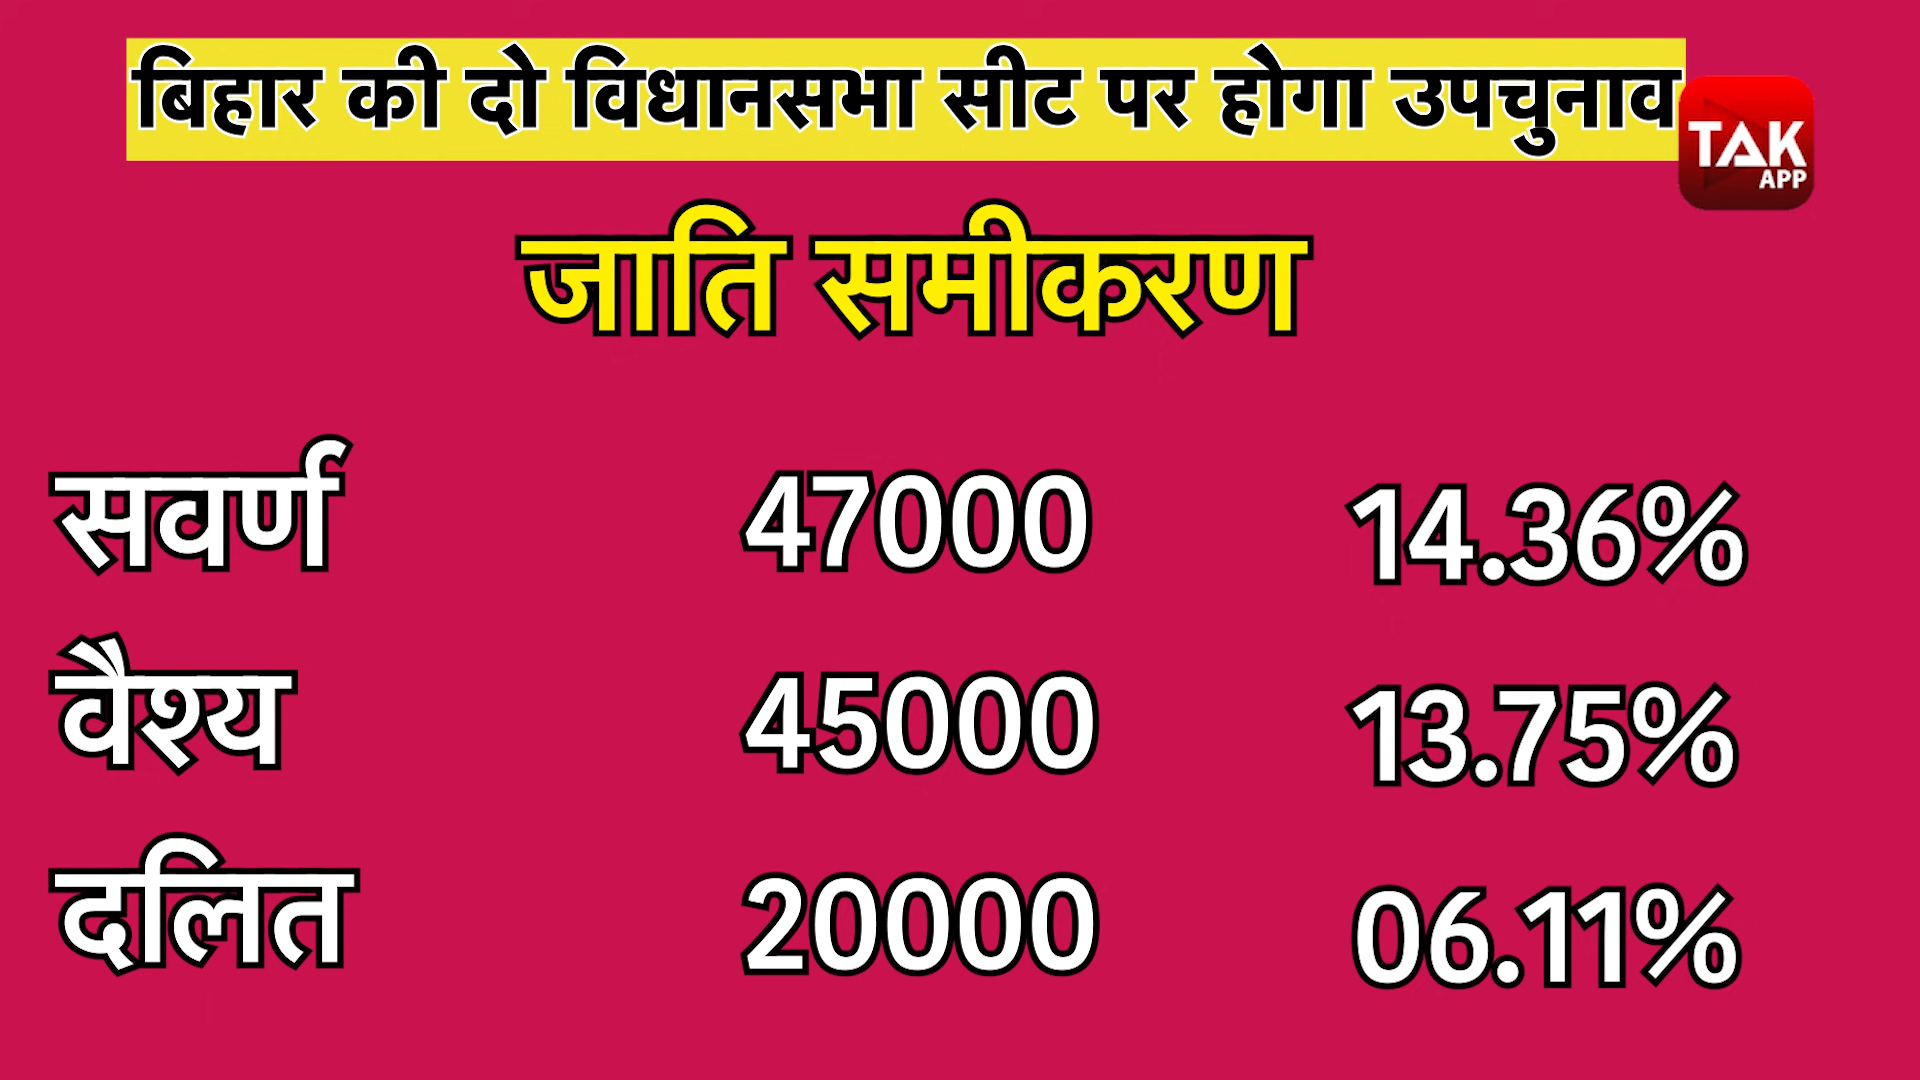 बिहार की दो विधानसभा सीट पर होगा उपचुनाव
TAK
APP
जाति समीकरण
सवर्ण 47000 14.36%
वैश्य 45000 13.75%
दलित 20000 06.11%